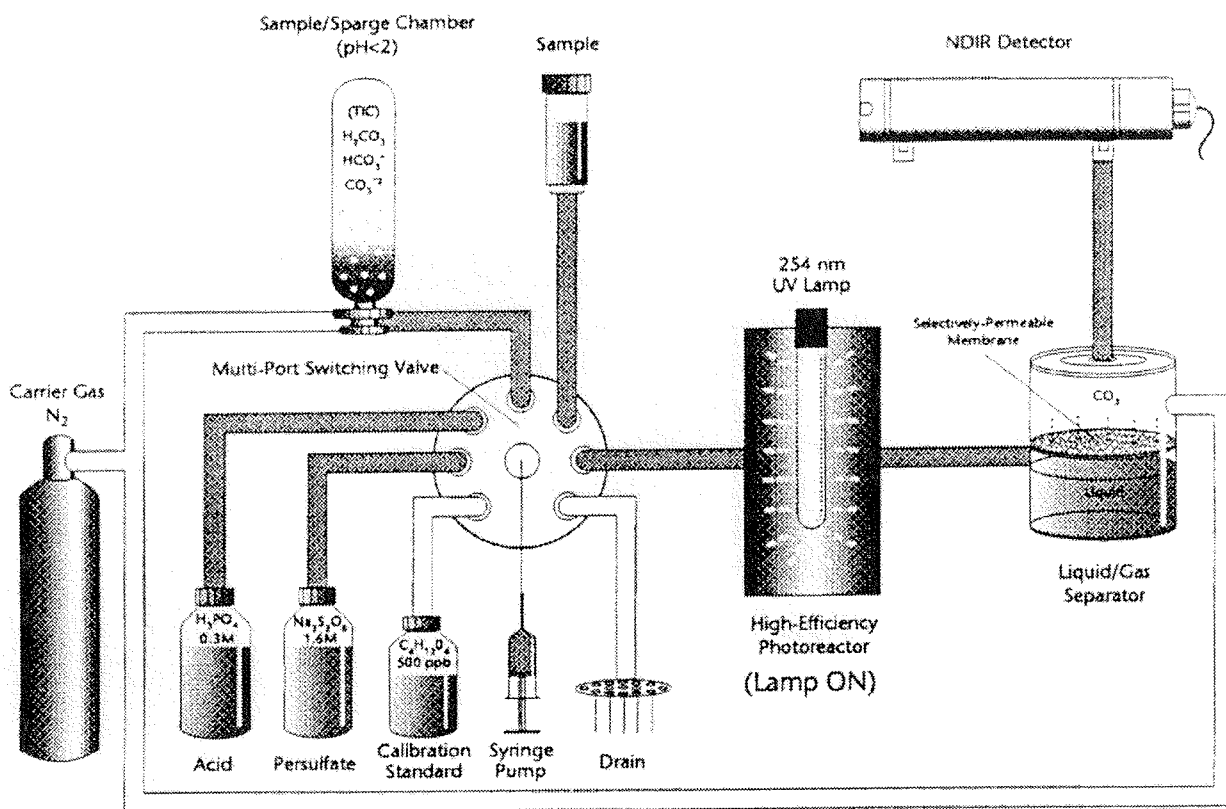 Sample/Sparge Chamber
(pH<2)
Sample
NDIR Detector
(TIC)
H₂CO₃
HCO₃⁻
CO₃⁻²
254 nm
UV Lamp
Selectively-Permeable
Membrane
Multi-Port Switching Valve
Carrier Gas
N₂
CO₂
Liquid
Liquid/Gas
Separator
H₃PO₄
0.3M
Na₂S₂O₈
1.6M
500 ppb
High-Efficiency
Photoreactor
(Lamp ON)
Acid
Persulfate
Calibration
Standard
Syringe
Pump
Drain